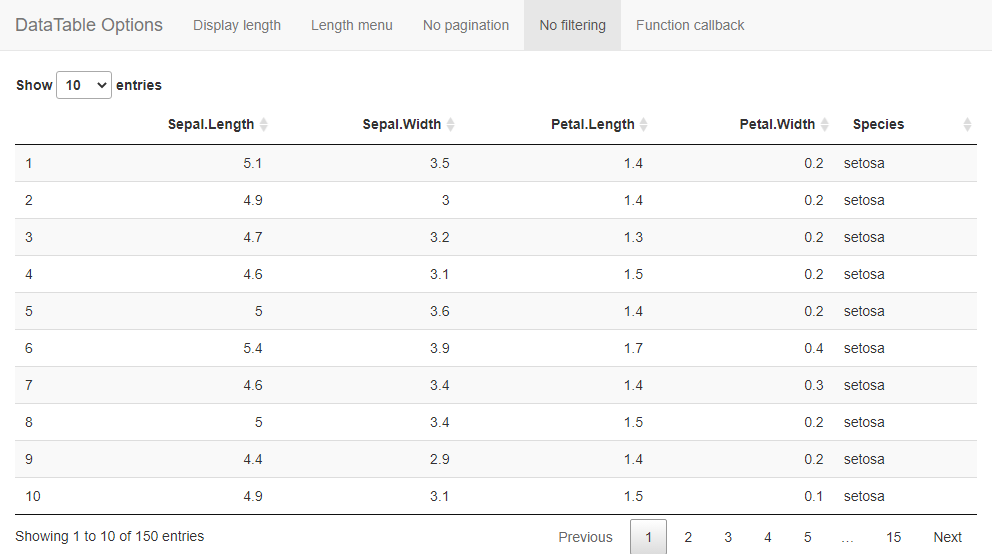 DataTable Options Display length Length menu No pagination No filtering Function callback
Show 10 entries
Sepal.Length Sepal.Width Petal.Length Petal.Width Species
1 5.1 3.5 1.4 0.2 setosa
2 4.9 3 1.4 0.2 setosa
3 4.7 3.2 1.3 0.2 setosa
4 4.6 3.1 1.5 0.2 setosa
5 5 3.6 1.4 0.2 setosa
6 5.4 3.9 1.7 0.4 setosa
7 4.6 3.4 1.4 0.3 setosa
8 5 3.4 1.5 0.2 setosa
9 4.4 2.9 1.4 0.2 setosa
10 4.9 3.1 1.5 0.1 setosa
Showing 1 to 10 of 150 entries Previous 1 2 3 4 5 … 15 Next